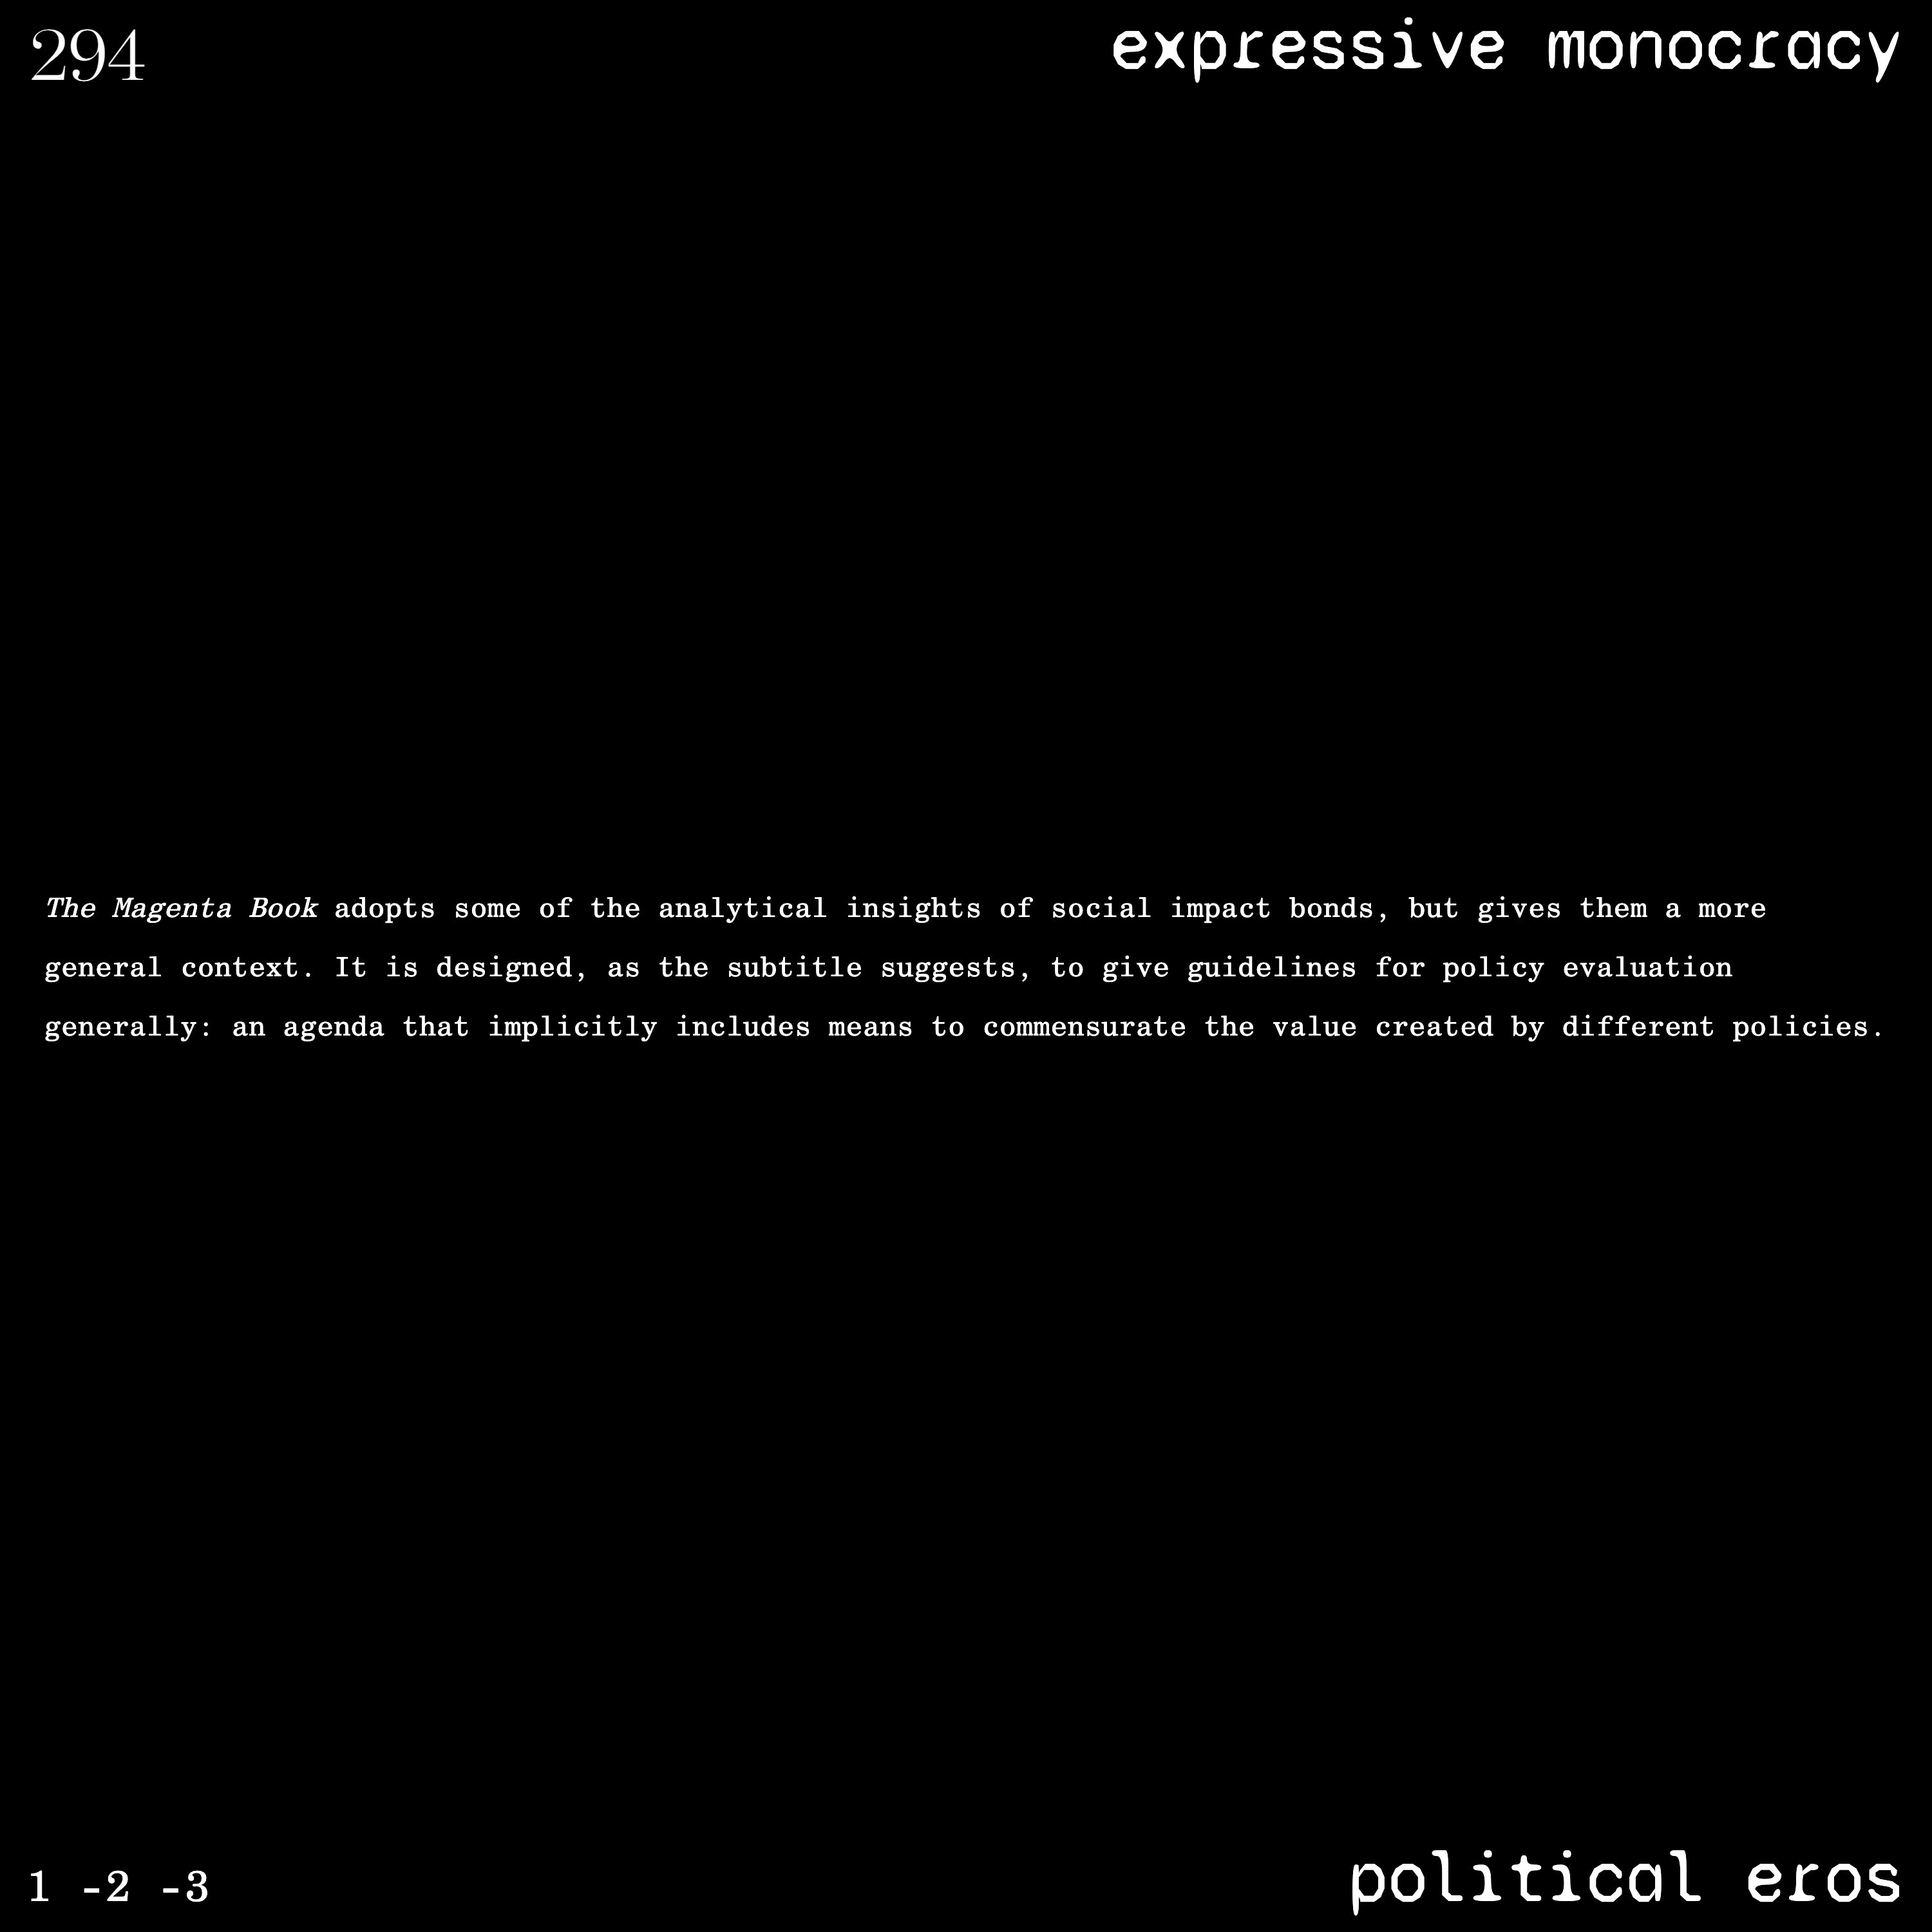 294
expressive monocracy
The Magenta Book adopts some of the analytical insights of social impact bonds, but gives them a more
general context. It is designed, as the subtitle suggests, to give guidelines for policy evaluation
generally: an agenda that implicitly includes means to commensurate the value created by different policies.
1 -2 -3
political eros